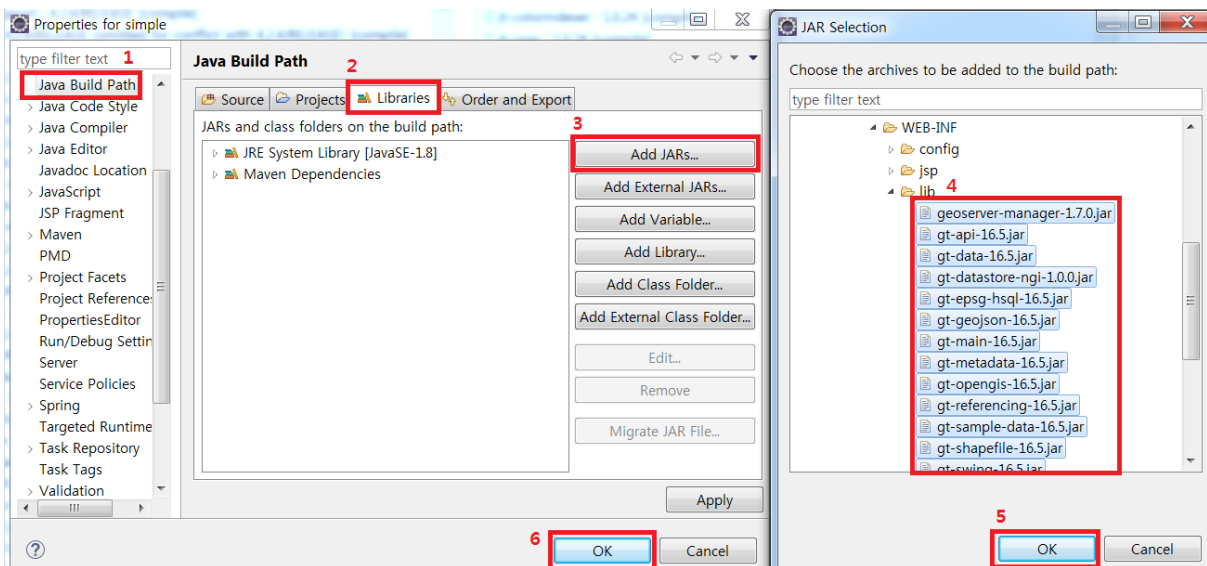 Properties for simple
type filter text 1
Java Build Path
Java Code Style
Java Compiler
Java Editor
Javadoc Location
JavaScript
JSP Fragment
Maven
PMD
Project Facets
Project References
PropertiesEditor
Run/Debug Settin
Server
Service Policies
Spring
Targeted Runtime
Task Repository
Task Tags
Validation
Java Build Path
2
Source Projects Libraries Order and Export
JARs and class folders on the build path:
JRE System Library [JavaSE-1.8]
Maven Dependencies
3
Add JARs...
Add External JARs...
Add Variable...
Add Library...
Add Class Folder...
Add External Class Folder...
Edit...
Remove
Migrate JAR File...
Apply
6
OK Cancel
JAR Selection
Choose the archives to be added to the build path:
type filter text
WEB-INF
config
jsp
lib 4
geoserver-manager-1.7.0.jar
gt-api-16.5.jar
gt-data-16.5.jar
gt-datastore-ngi-1.0.0.jar
gt-epsg-hsql-16.5.jar
gt-geojson-16.5.jar
gt-main-16.5.jar
gt-metadata-16.5.jar
gt-opengis-16.5.jar
gt-referencing-16.5.jar
gt-sample-data-16.5.jar
gt-shapefile-16.5.jar
gt-swing-16.5.jar
5
OK Cancel